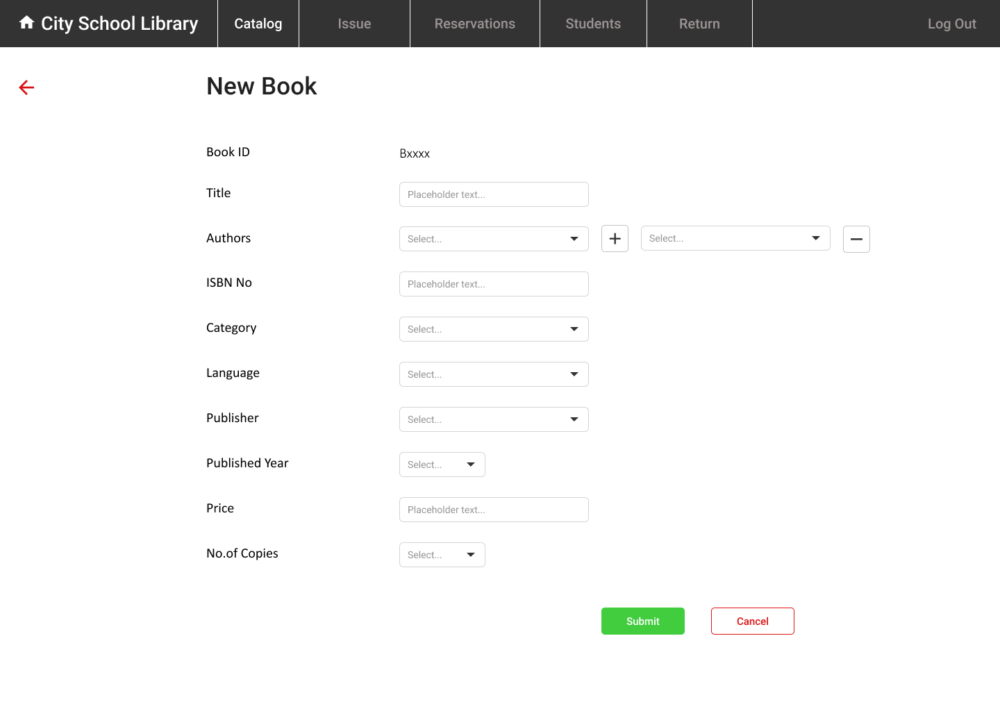 City School Library
Catalog
Issue
Reservations
Students
Return
Log Out
New Book
Book ID
Bxxxx
Title
Placeholder text...
Authors
Select...
Select...
ISBN No
Placeholder text...
Category
Select...
Language
Select...
Publisher
Select...
Published Year
Select...
Price
Placeholder text...
No.of Copies
Select...
Submit
Cancel